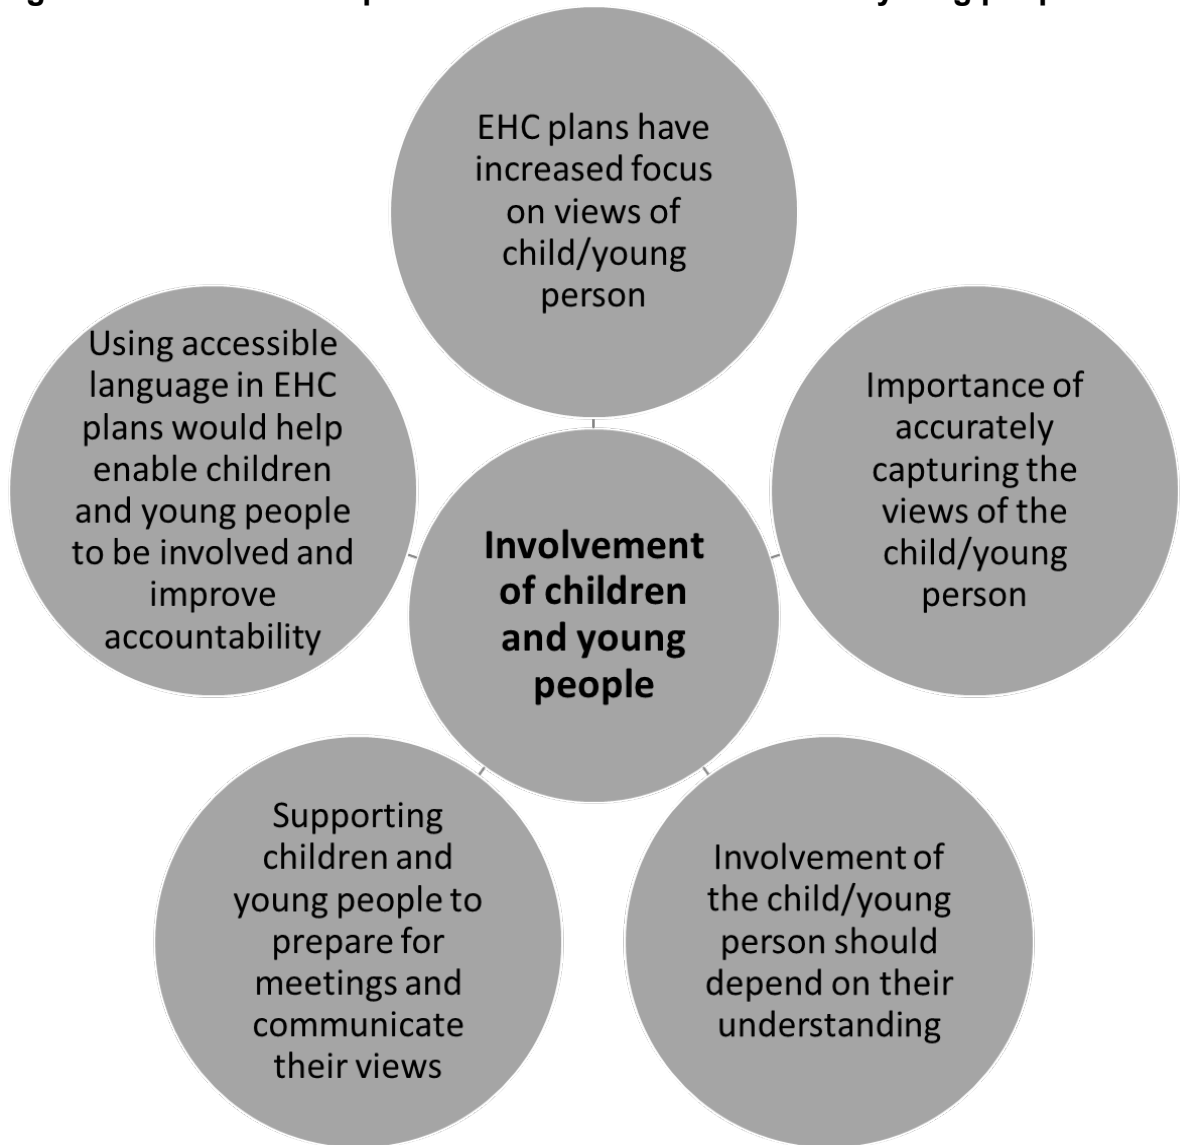 EHC plans have
increased focus
on views of
child/young
person
Importance of
accurately
capturing the
views of the
child/young
person
Involvement of
the child/young
person should
depend on their
understanding
Supporting
children and
young people to
prepare for
meetings and
communicate
their views
Using accessible
language in EHC
plans would help
enable children
and young people
to be involved and
improve
accountability
Involvement
of children
and young
people